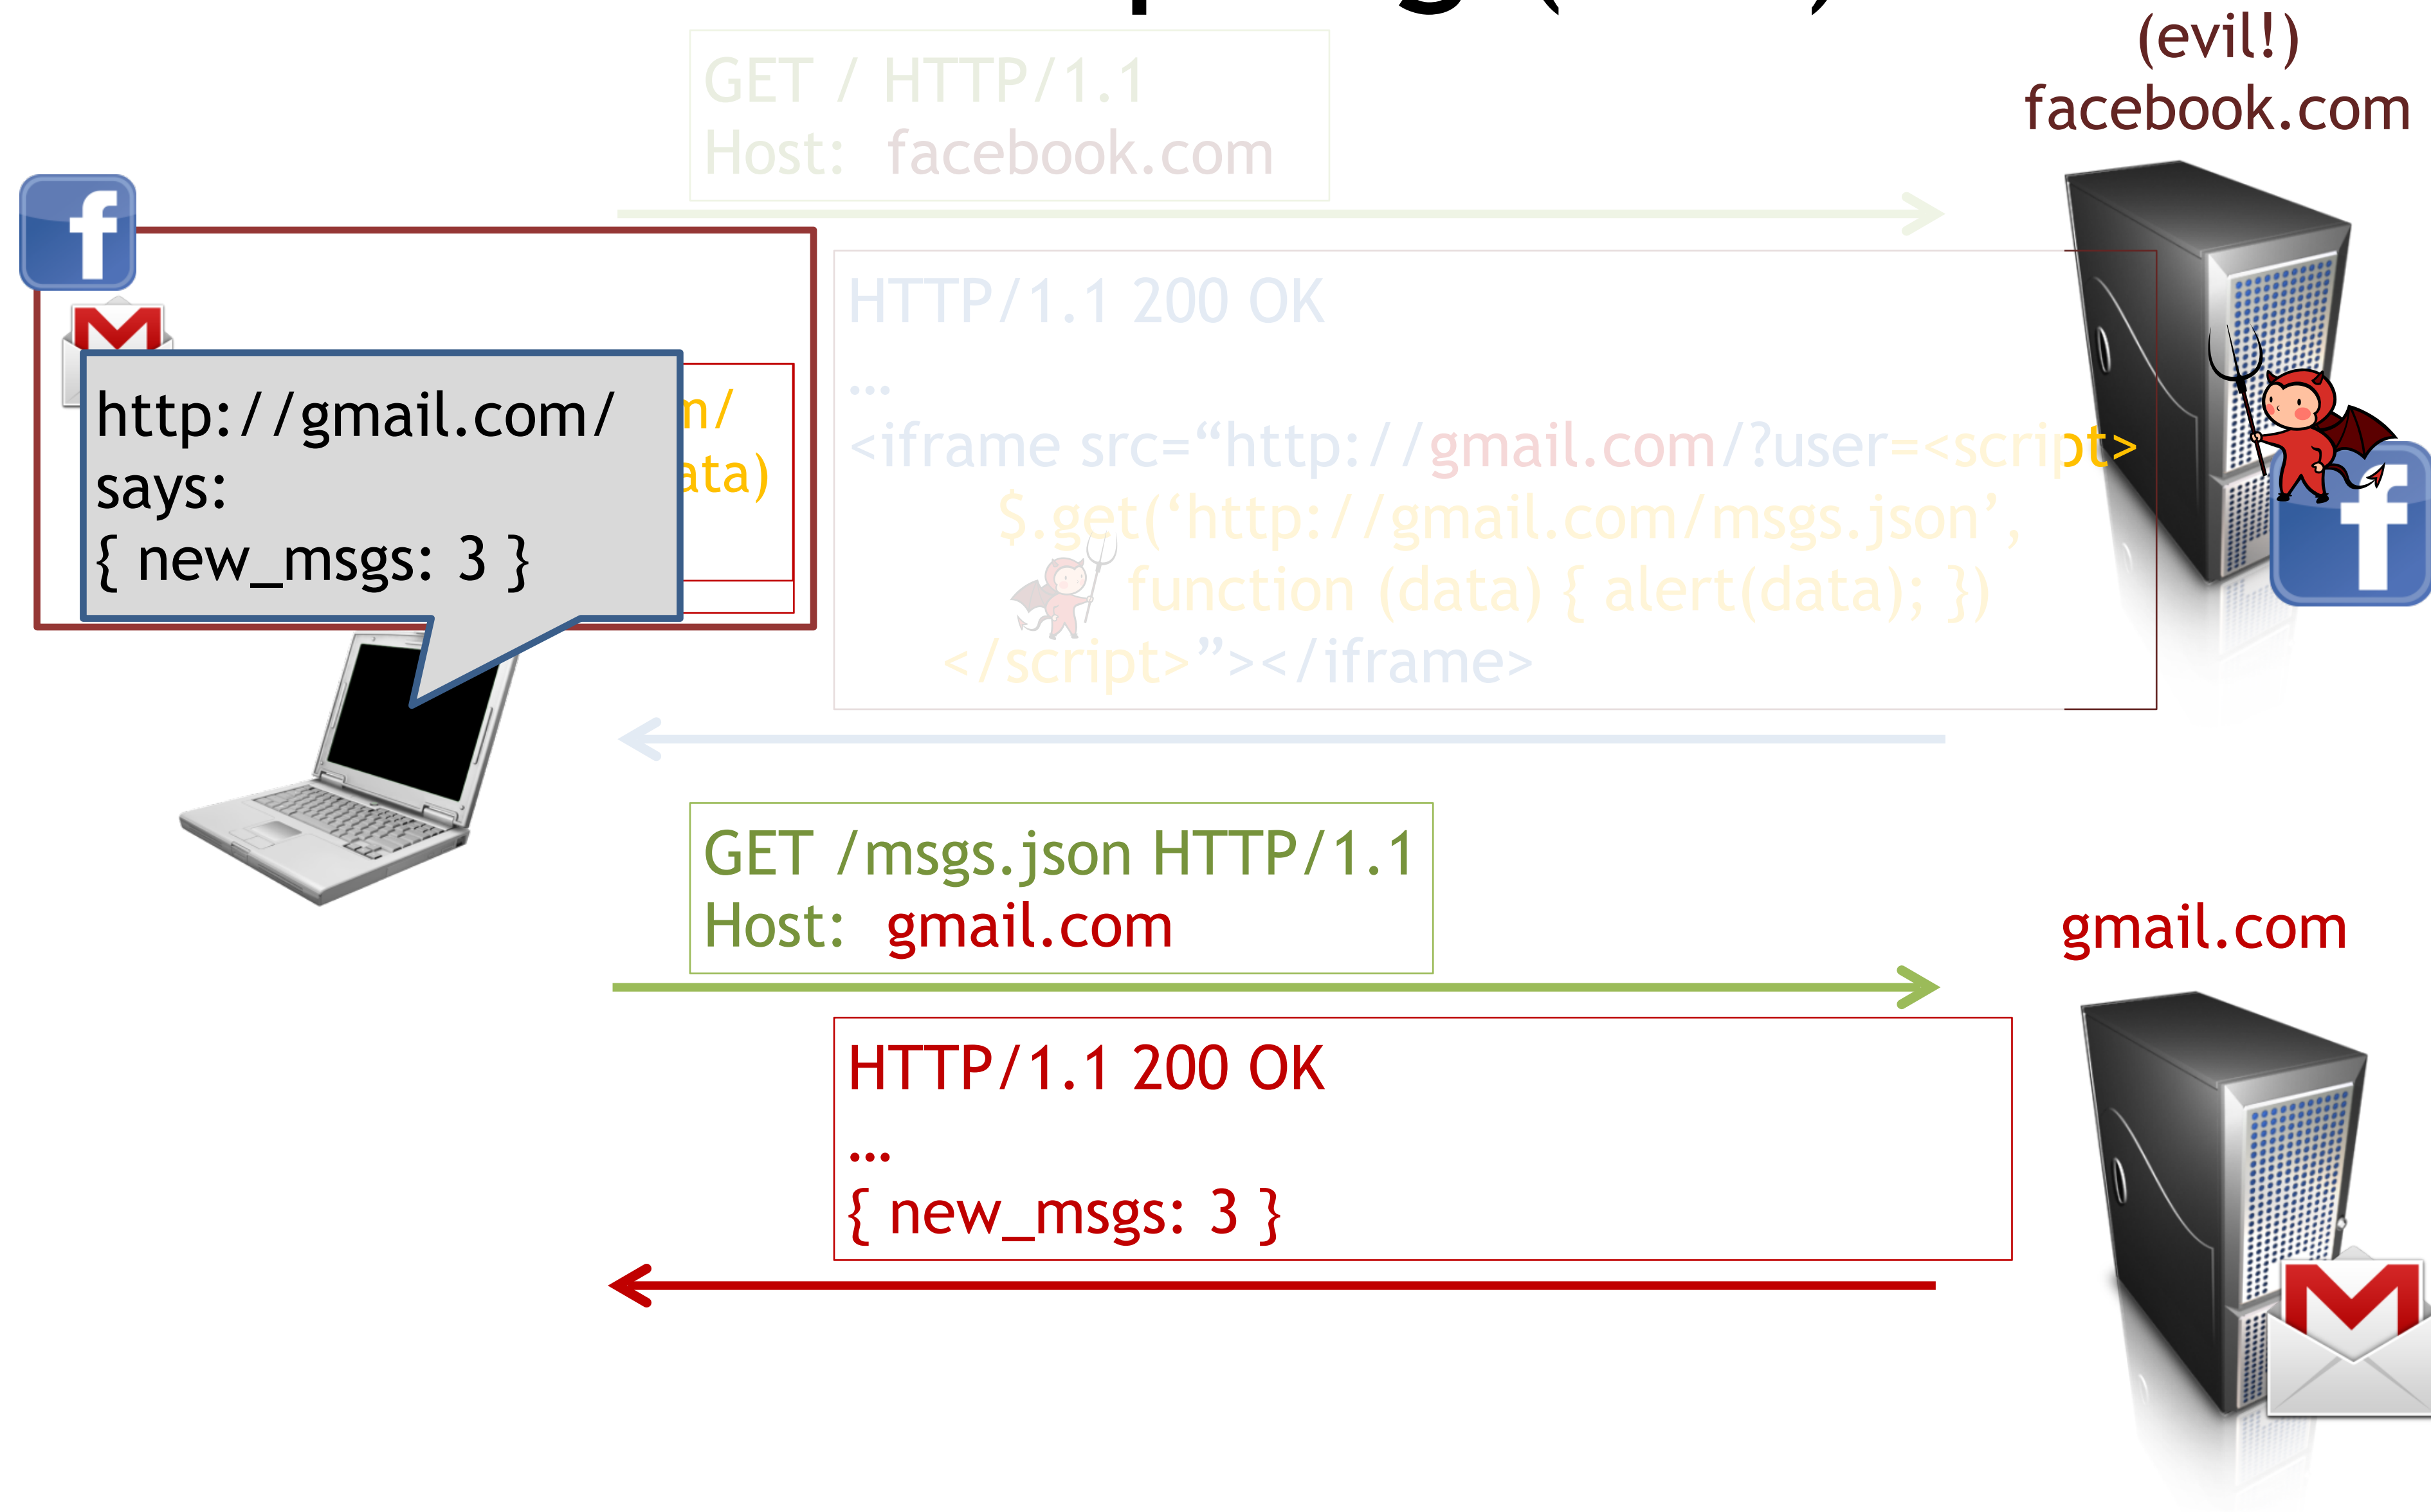 (evil!)
facebook.com
GET / HTTP/1.1
Host: facebook.com
HTTP/1.1 200 OK
...
<iframe src=“http://gmail.com/?user=<script>
$.get(‘http://gmail.com/msgs.json’,
function (data) { alert(data); })
</script>”></iframe>
http://gmail.com/
says:
{ new_msgs: 3 }
n/
ata)
GET /msgs.json HTTP/1.1
Host: gmail.com
gmail.com
HTTP/1.1 200 OK
...
{ new_msgs: 3 }